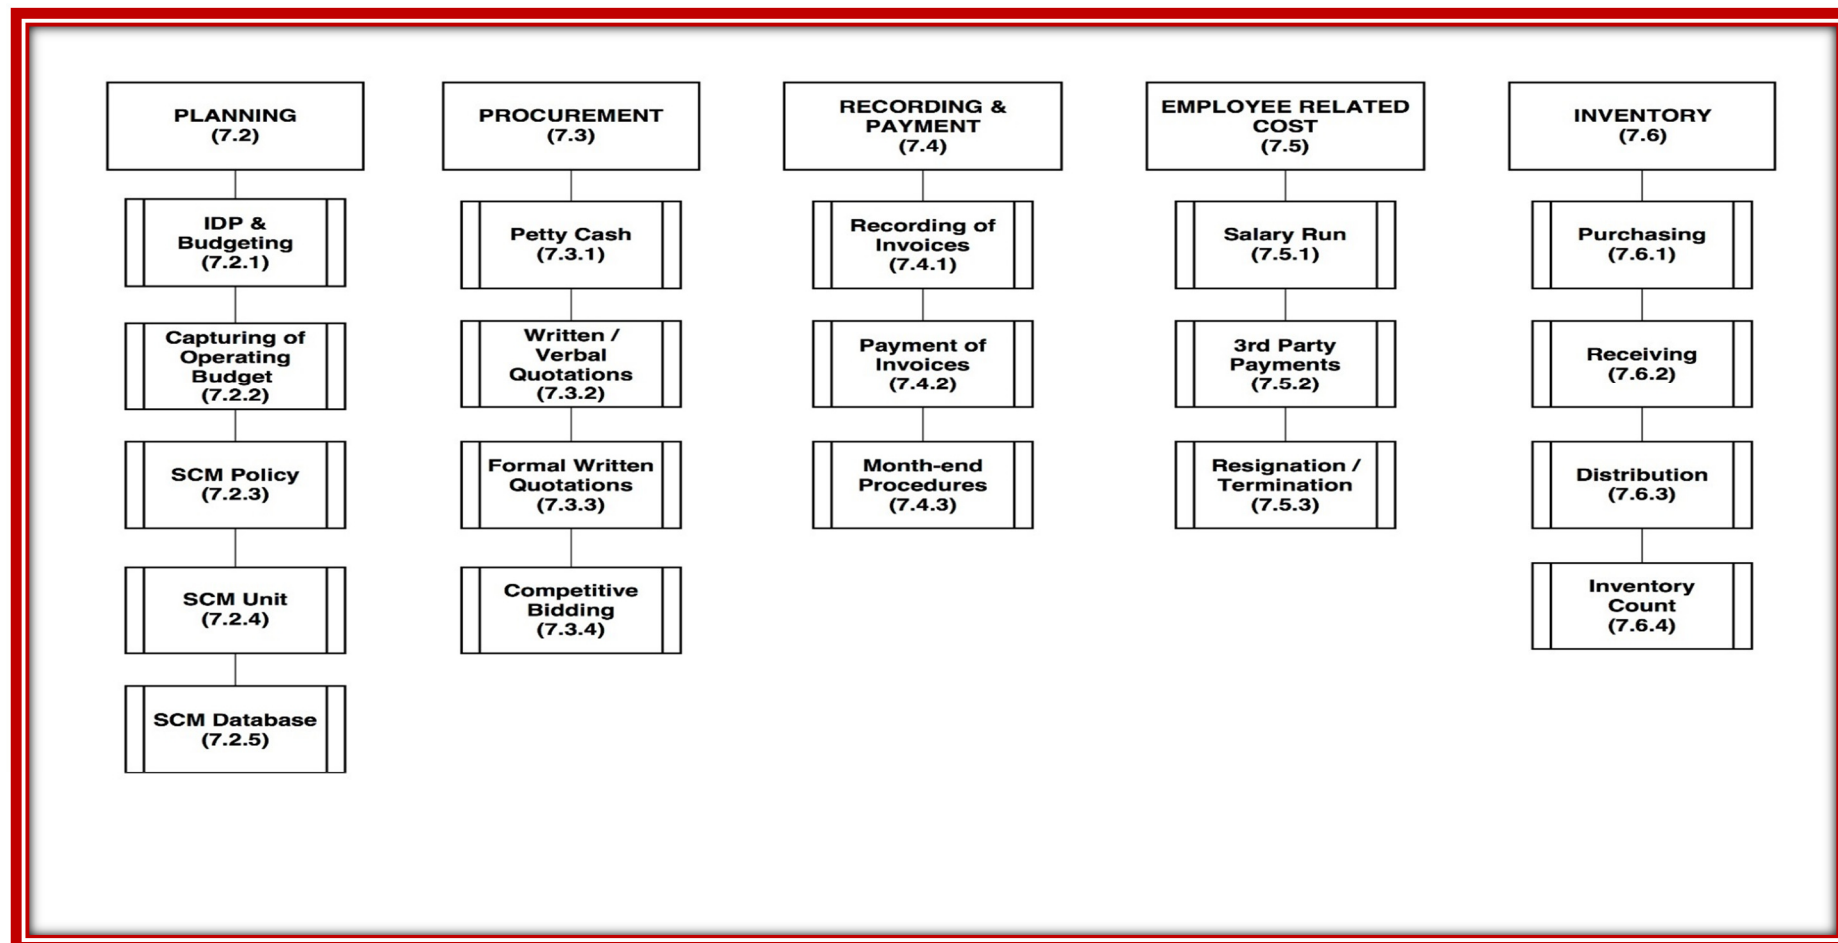 PLANNING
(7.2)
IDP &
Budgeting
(7.2.1)
Capturing of
Operating
Budget
(7.2.2)
SCM Policy
(7.2.3)
SCM Unit
(7.2.4)
SCM Database
(7.2.5)
PROCUREMENT
(7.3)
Petty Cash
(7.3.1)
Written /
Verbal
Quotations
(7.3.2)
Formal Written
Quotations
(7.3.3)
Competitive
Bidding
(7.3.4)
RECORDING &
PAYMENT
(7.4)
Recording of
Invoices
(7.4.1)
Payment of
Invoices
(7.4.2)
Month-end
Procedures
(7.4.3)
EMPLOYEE RELATED
COST
(7.5)
Salary Run
(7.5.1)
3rd Party
Payments
(7.5.2)
Resignation /
Termination
(7.5.3)
INVENTORY
(7.6)
Purchasing
(7.6.1)
Receiving
(7.6.2)
Distribution
(7.6.3)
Inventory
Count
(7.6.4)